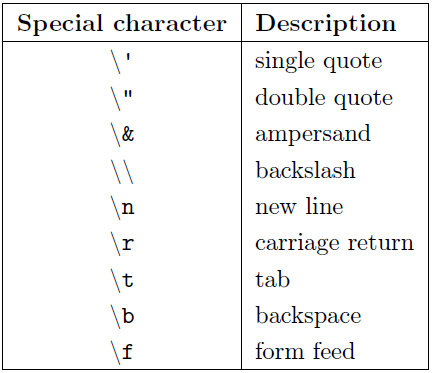 Special character Description
\' single quote
\" double quote
\& ampersand
\\ backslash
\n new line
\r carriage return
\t tab
\b backspace
\f form feed